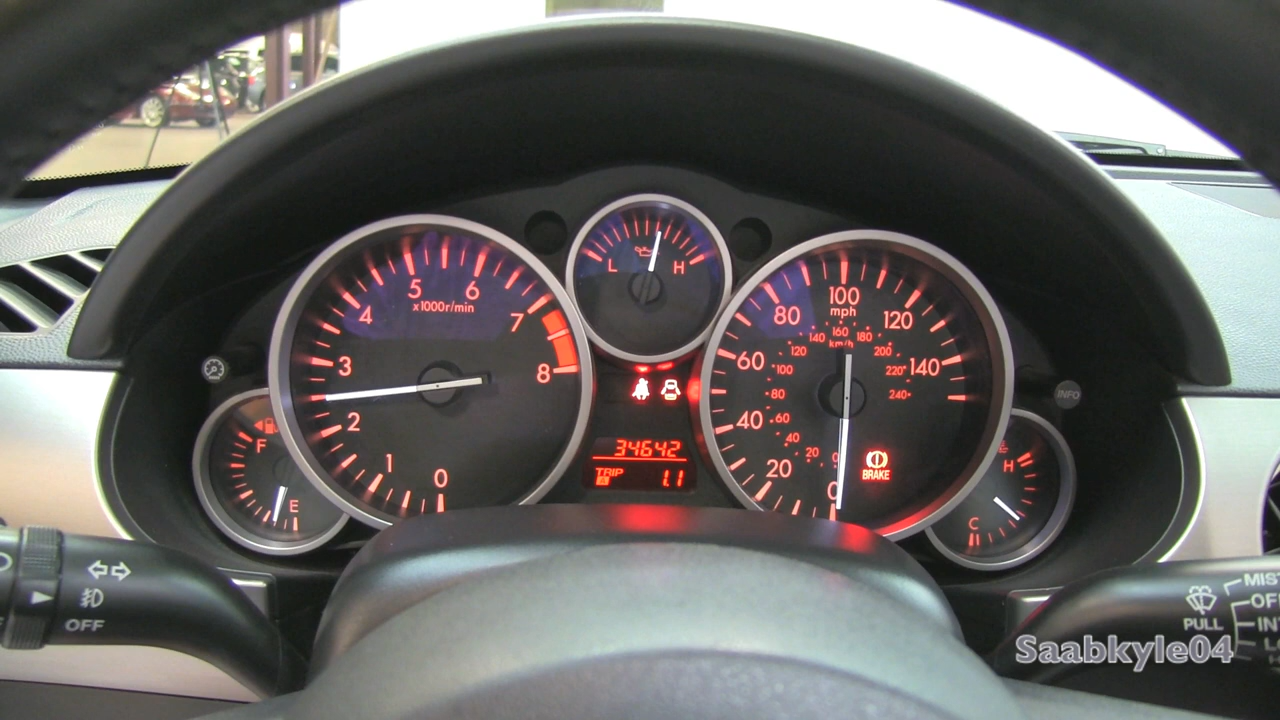 L H
4 5 6 7 8
x1000r/min
3
2
1
0
F
E
34642
TRIP
A 1.1
0 20 40 60 80 100 120 140
mph
0 20 40 60 80 100 120 140 160 180 200 220 240
km/h
BRAKE
INFO
H
C
OFF
MIST
OFF
PULL
Saabkyle04